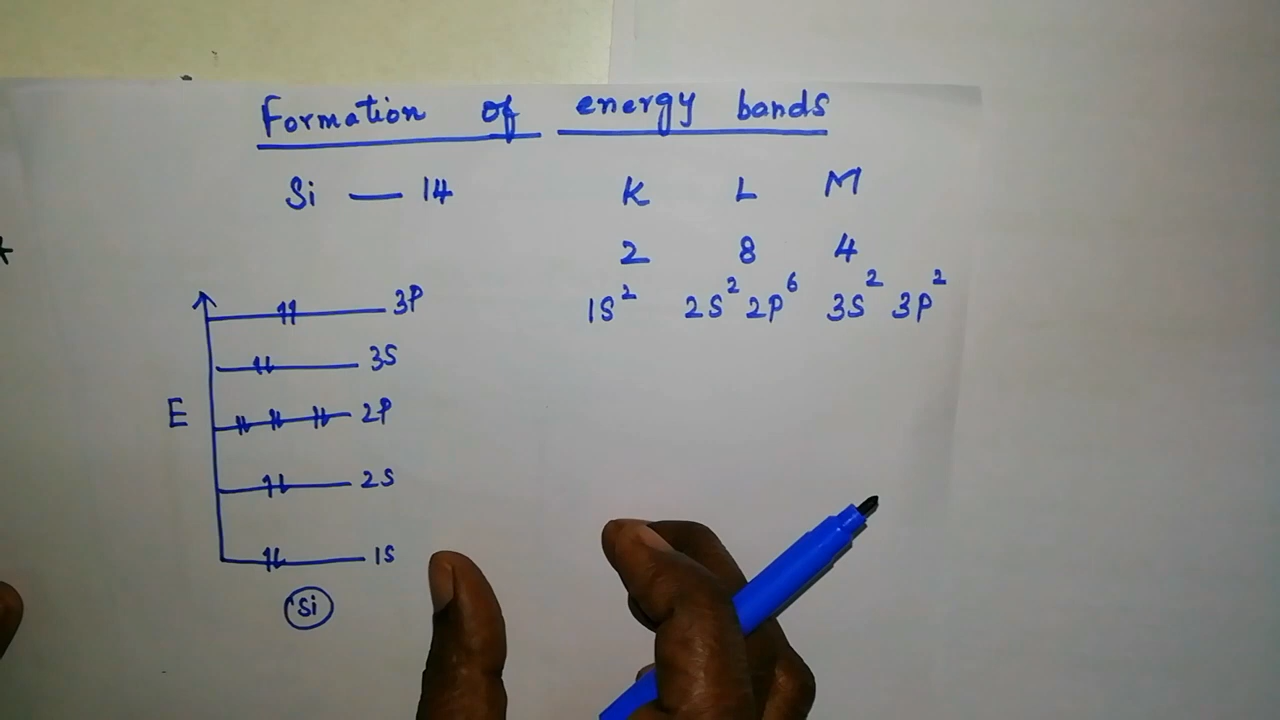 Formation of energy bands
Si — 14 K L M
2 8 4
1S² 2S² 2P⁶ 3S² 3P²
3P
3S
E 2P
2S
1S
Si